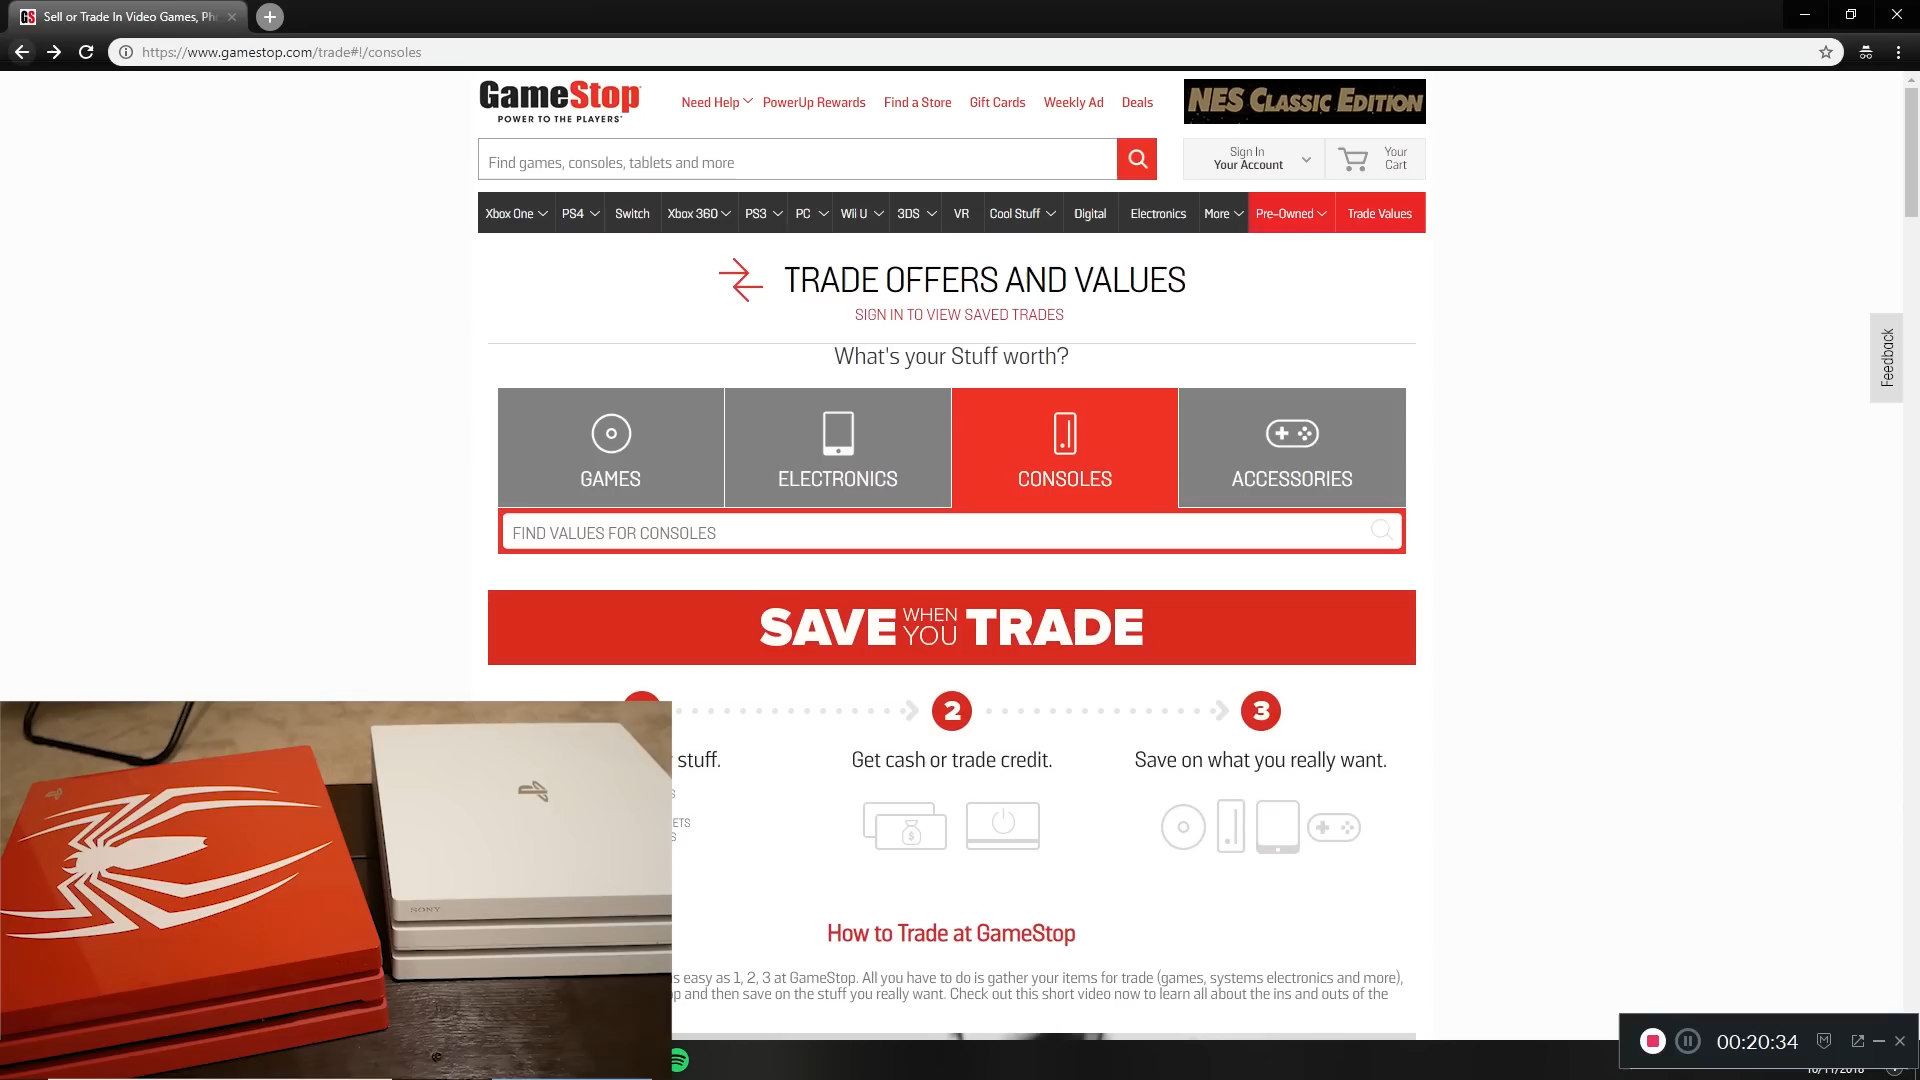 Sell or Trade In Video Games, Ph
https://www.gamestop.com/trade#!/consoles
GameStop
POWER TO THE PLAYERS
Need Help
PowerUp Rewards
Find a Store
Gift Cards
Weekly Ad
Deals
NES CLASSIC EDITION
Find games, consoles, tablets and more
Sign In
Your Account
Your
Cart
Xbox One
PS4
Switch
Xbox 360
PS3
PC
Wii U
3DS
VR
Cool Stuff
Digital
Electronics
More
Pre-Owned
Trade Values
TRADE OFFERS AND VALUES
SIGN IN TO VIEW SAVED TRADES
What's your Stuff worth?
Feedback
GAMES
ELECTRONICS
CONSOLES
ACCESSORIES
FIND VALUES FOR CONSOLES
SAVE WHEN YOU TRADE
2
3
stuff.
Get cash or trade credit.
Save on what you really want.
S
ETS
S
SONY
How to Trade at GameStop
s easy as 1, 2, 3 at GameStop. All you have to do is gather your items for trade (games, systems electronics and more),
p and then save on the stuff you really want. Check out this short video now to learn all about the ins and outs of the
00:20:34